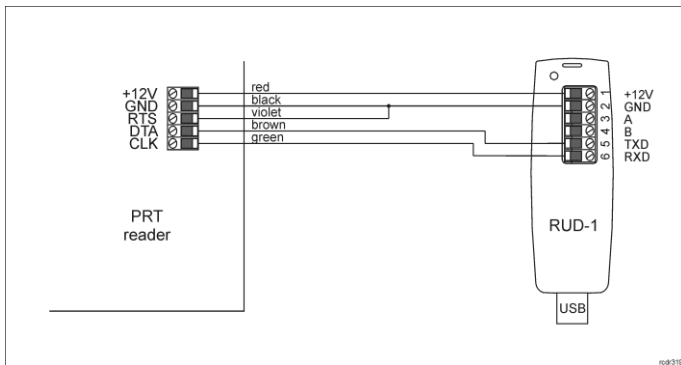 +12V
GND
RTS
DTA
CLK
red
black
violet
brown
green
PRT
reader
1
2
3
4
5
6
+12V
GND
A
B
TXD
RXD
RUD-1
USB
rcdr319